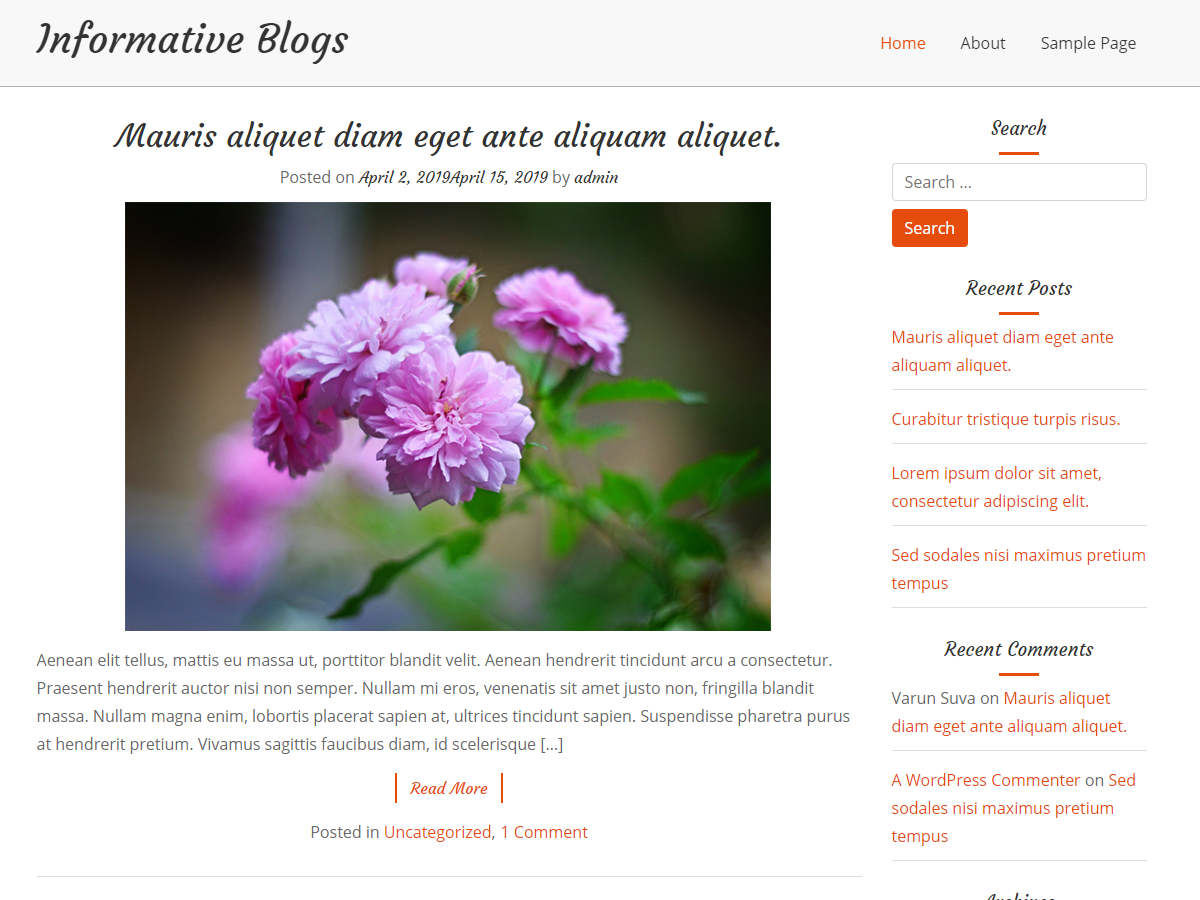 Informative Blogs
Home
About
Sample Page
Mauris aliquet diam eget ante aliquam aliquet.
Posted on April 2, 2019April 15, 2019 by admin
Aenean elit tellus, mattis eu massa ut, porttitor blandit velit. Aenean hendrerit tincidunt arcu a consectetur.
Praesent hendrerit auctor nisi non semper. Nullam mi eros, venenatis sit amet justo non, fringilla blandit
massa. Nullam magna enim, lobortis placerat sapien at, ultrices tincidunt sapien. Suspendisse pharetra purus
at hendrerit pretium. Vivamus sagittis faucibus diam, id scelerisque […]
Read More
Posted in Uncategorized, 1 Comment
Search
Search …
Search
Recent Posts
Mauris aliquet diam eget ante
aliquam aliquet.
Curabitur tristique turpis risus.
Lorem ipsum dolor sit amet,
consectetur adipiscing elit.
Sed sodales nisi maximus pretium
tempus
Recent Comments
Varun Suva on Mauris aliquet
diam eget ante aliquam aliquet.
A WordPress Commenter on Sed
sodales nisi maximus pretium
tempus